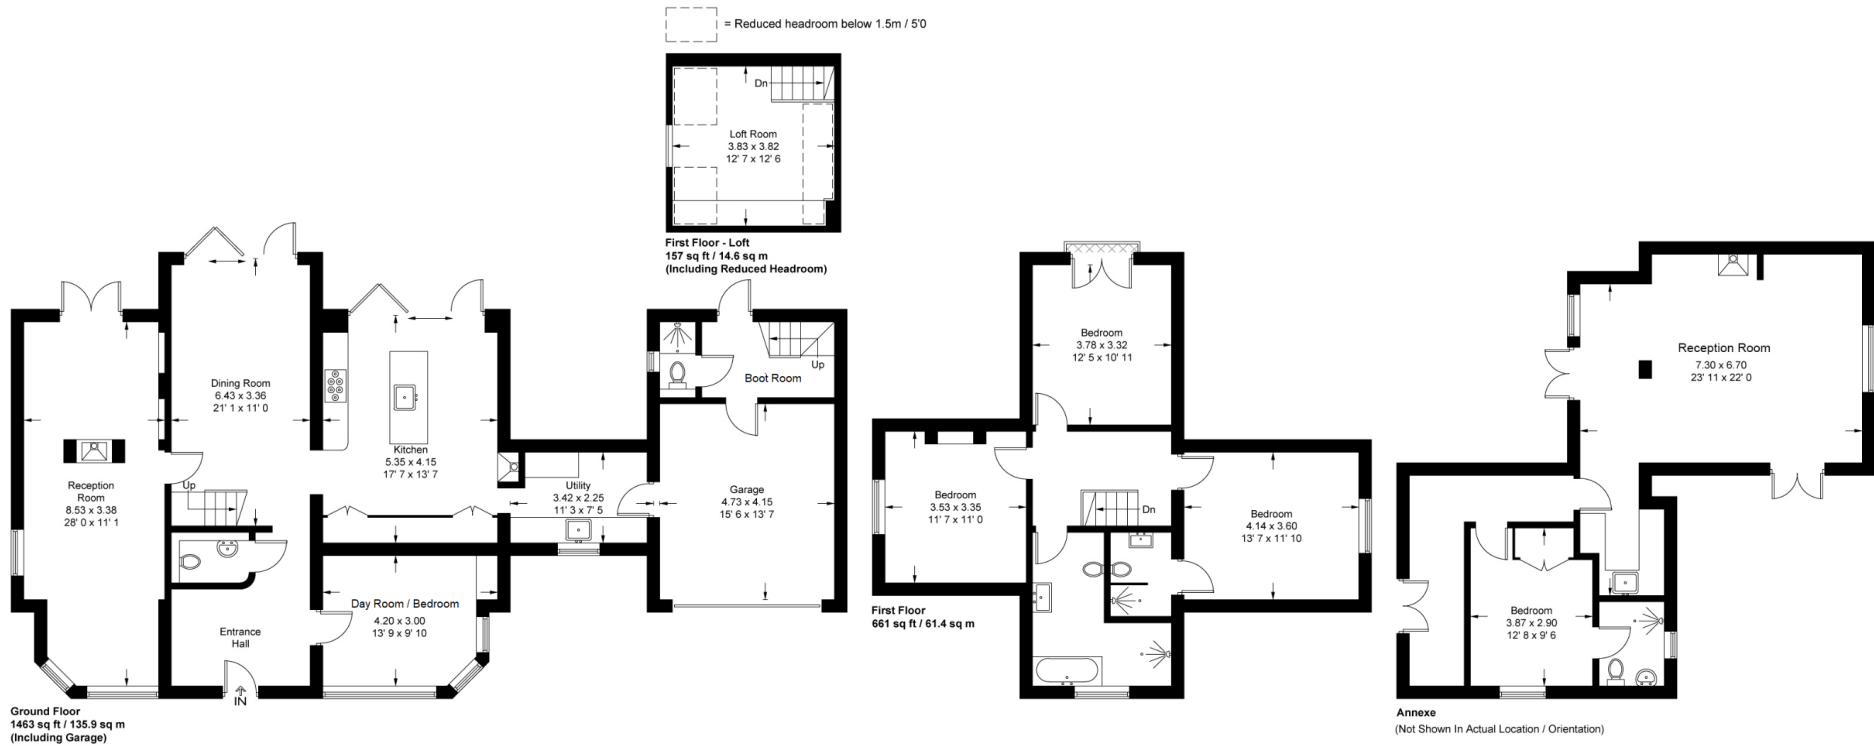 = Reduced headroom below 1.5m / 5'0
Dn
Loft Room
3.83 x 3.82
12' 7 x 12' 6
First Floor - Loft
157 sq ft / 14.6 sq m
(Including Reduced Headroom)
Dining Room
6.43 x 3.36
21' 1 x 11' 0
Kitchen
5.35 x 4.15
17' 7 x 13' 7
Up
Boot Room
Reception
Room
8.53 x 3.38
28' 0 x 11' 1
Up
Utility
3.42 x 2.25
11' 3 x 7' 5
Garage
4.73 x 4.15
15' 6 x 13' 7
Entrance
Hall
Day Room / Bedroom
4.20 x 3.00
13' 9 x 9' 10
IN
Ground Floor
1463 sq ft / 135.9 sq m
(Including Garage)
Bedroom
3.78 x 3.32
12' 5 x 10' 11
Bedroom
3.53 x 3.35
11' 7 x 11' 0
Dn
Bedroom
4.14 x 3.60
13' 7 x 11' 10
First Floor
661 sq ft / 61.4 sq m
Reception Room
7.30 x 6.70
23' 11 x 22' 0
Bedroom
3.87 x 2.90
12' 8 x 9' 6
Annexe
(Not Shown In Actual Location / Orientation)